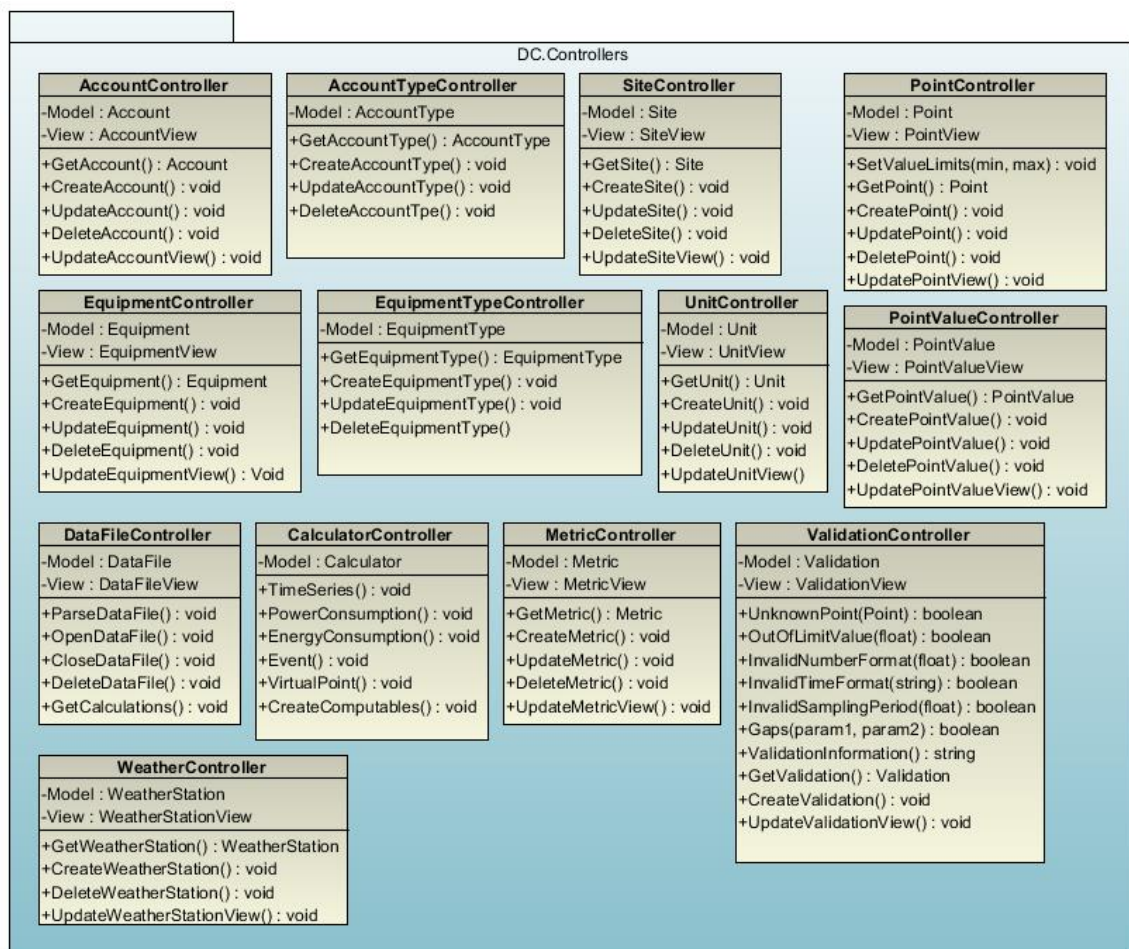 DC.Controllers
AccountController
-Model : Account
-View : AccountView
+GetAccount() : Account
+CreateAccount() : void
+UpdateAccount() : void
+DeleteAccount() : void
+UpdateAccountView() : void
AccountTypeController
-Model : AccountType
+GetAccountType() : AccountType
+CreateAccountType() : void
+UpdateAccountType() : void
+DeleteAccountTpe() : void
SiteController
-Model : Site
-View : SiteView
+GetSite() : Site
+CreateSite() : void
+UpdateSite() : void
+DeleteSite() : void
+UpdateSiteView() : void
PointController
-Model : Point
-View : PointView
+SetValueLimits(min, max) : void
+GetPoint() : Point
+CreatePoint() : void
+UpdatePoint() : void
+DeletePoint() : void
+UpdatePointView() : void
EquipmentController
-Model : Equipment
-View : EquipmentView
+GetEquipment() : Equipment
+CreateEquipment() : void
+UpdateEquipment() : void
+DeleteEquipment() : void
+UpdateEquipmentView() : Void
EquipmentTypeController
-Model : EquipmentType
+GetEquipmentType() : EquipmentType
+CreateEquipmentType() : void
+UpdateEquipmentType() : void
+DeleteEquipmentType()
UnitController
-Model : Unit
-View : UnitView
+GetUnit() : Unit
+CreateUnit() : void
+UpdateUnit() : void
+DeleteUnit() : void
+UpdateUnitView()
PointValueController
-Model : PointValue
-View : PointValueView
+GetPointValue() : PointValue
+CreatePointValue() : void
+UpdatePointValue() : void
+DeletePointValue() : void
+UpdatePointValueView() : void
DataFileController
-Model : DataFile
-View : DataFileView
+ParseDataFile() : void
+OpenDataFile() : void
+CloseDataFile() : void
+DeleteDataFile() : void
+GetCalculations() : void
CalculatorController
-Model : Calculator
+TimeSeries() : void
+PowerConsumption() : void
+EnergyConsumption() : void
+Event() : void
+VirtualPoint() : void
+CreateComputables() : void
MetricController
-Model : Metric
-View : MetricView
+GetMetric() : Metric
+CreateMetric() : void
+UpdateMetric() : void
+DeleteMetric() : void
+UpdateMetricView() : void
ValidationController
-Model : Validation
-View : ValidationView
+UnknownPoint(Point) : boolean
+OutOfLimitValue(float) : boolean
+InvalidNumberFormat(float) : boolean
+InvalidTimeFormat(string) : boolean
+InvalidSamplingPeriod(float) : boolean
+Gaps(param1, param2) : boolean
+ValidationInformation() : string
+GetValidation() : Validation
+CreateValidation() : void
+UpdateValidationView() : void
WeatherController
-Model : WeatherStation
-View : WeatherStationView
+GetWeatherStation() : WeatherStation
+CreateWeatherStation() : void
+DeleteWeatherStation() : void
+UpdateWeatherStationView() : void